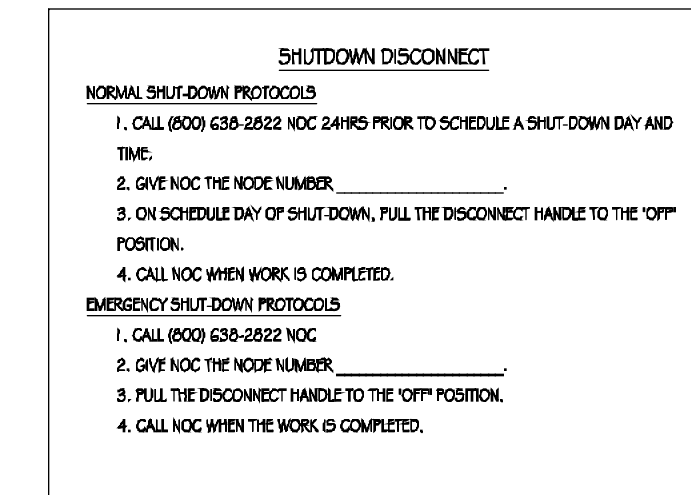 SHUTDOWN DISCONNECT
NORMAL SHUT-DOWN PROTOCOLS
1. CALL (800) 638-2822 NOC 24HRS PRIOR TO SCHEDULE A SHUT-DOWN DAY AND
TIME.
2. GIVE NOC THE NODE NUMBER ______________________.
3. ON SCHEDULE DAY OF SHUT-DOWN, PULL THE DISCONNECT HANDLE TO THE "OFF"
POSITION.
4. CALL NOC WHEN WORK IS COMPLETED.
EMERGENCY SHUT-DOWN PROTOCOLS
1. CALL (800) 638-2822 NOC
2. GIVE NOC THE NODE NUMBER ______________________.
3. PULL THE DISCONNECT HANDLE TO THE "OFF" POSITION.
4. CALL NOC WHEN THE WORK IS COMPLETED.